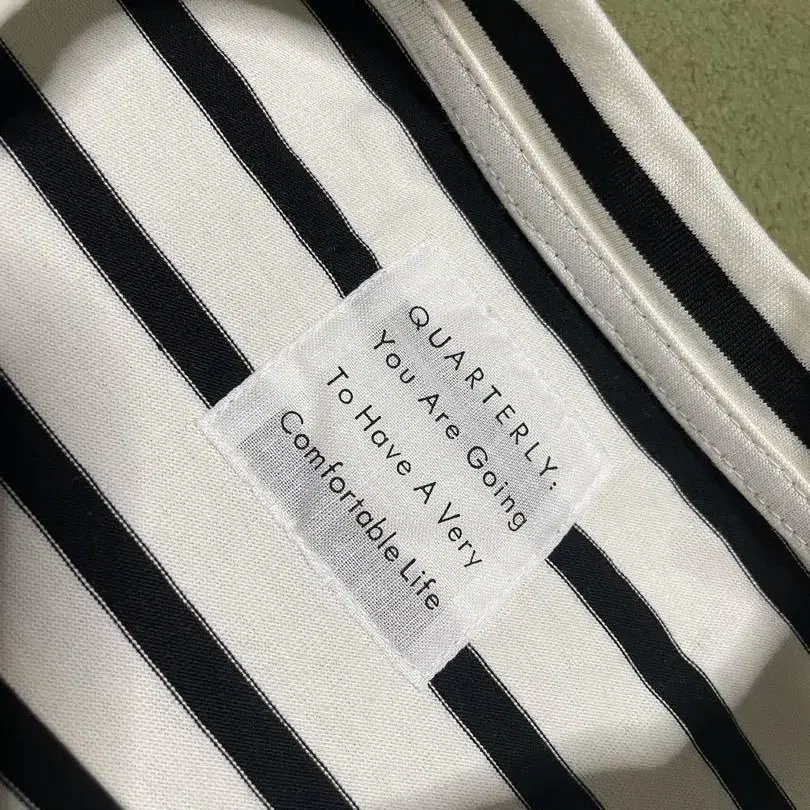 QUARTERLY:
You Are Going
To Have A Very
Comfortable Life